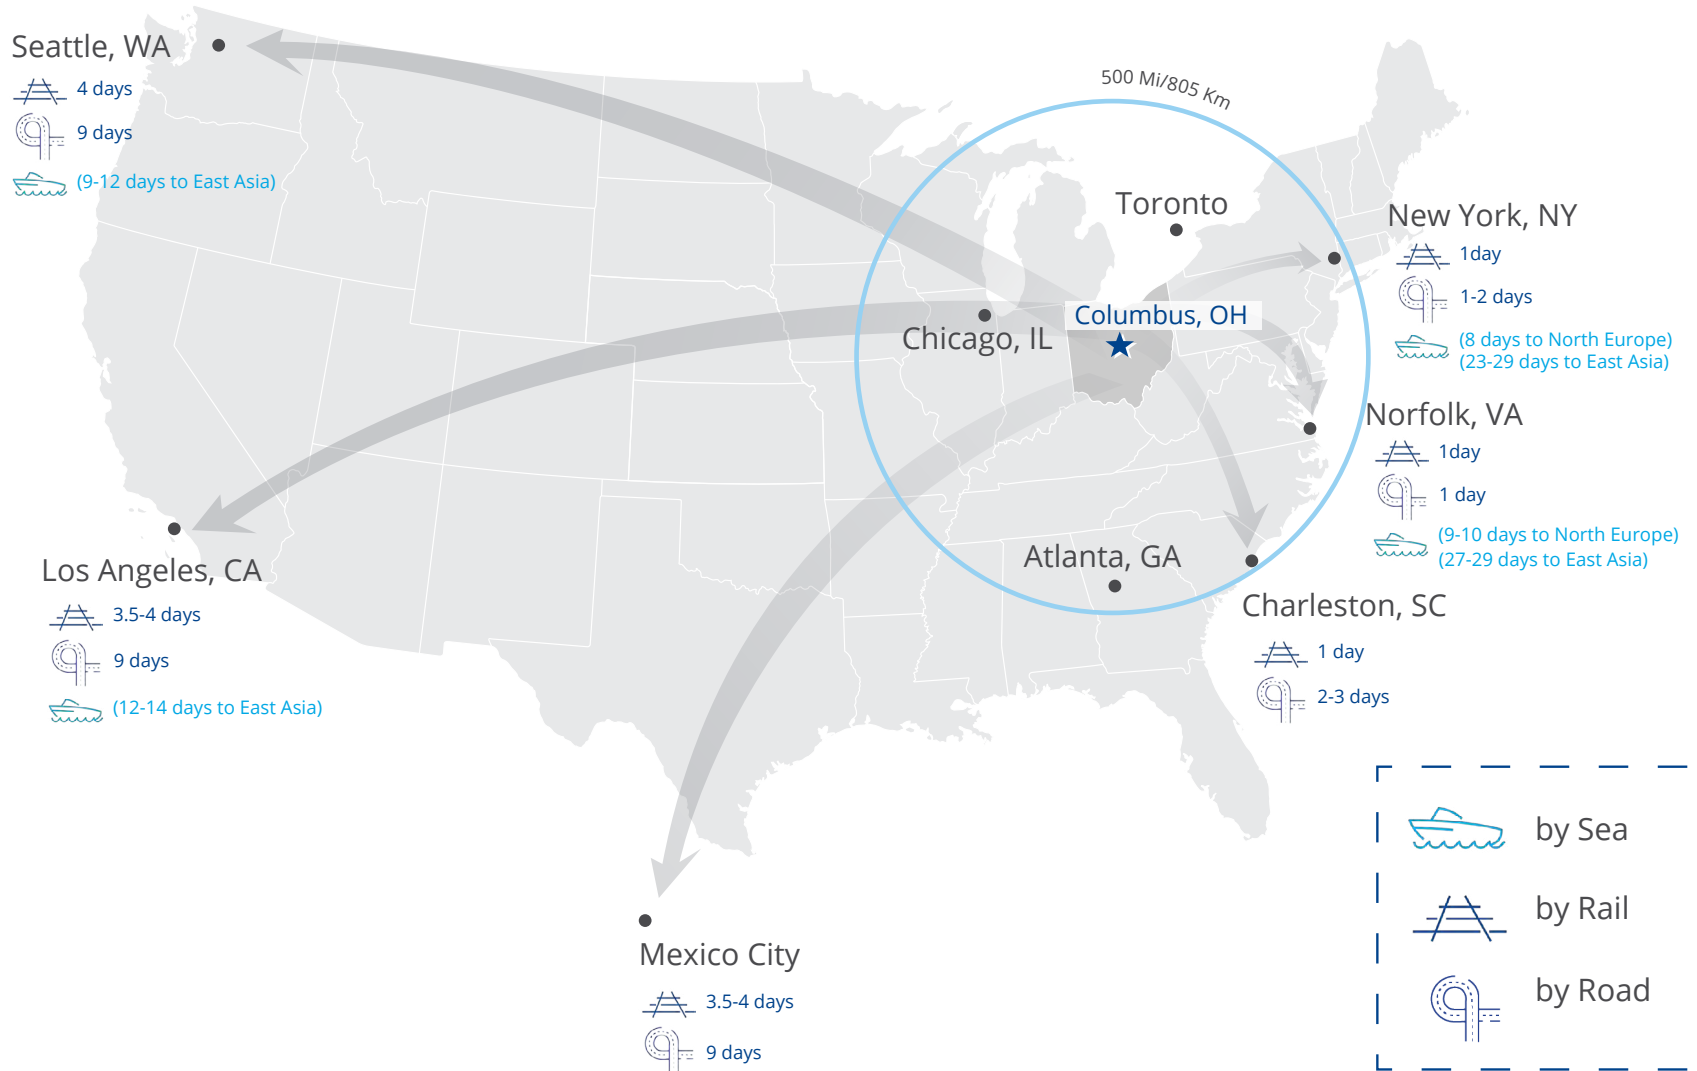 500 Mi/805 Km
Seattle, WA
4 days
9 days
(9-12 days to East Asia)
Toronto
New York, NY
1day
1-2 days
(8 days to North Europe)
(23-29 days to East Asia)
Columbus, OH
Chicago, IL
Norfolk, VA
1day
1 day
(9-10 days to North Europe)
(27-29 days to East Asia)
Los Angeles, CA
3.5-4 days
9 days
(12-14 days to East Asia)
Atlanta, GA
Charleston, SC
1 day
2-3 days
Mexico City
3.5-4 days
9 days
by Sea
by Rail
by Road